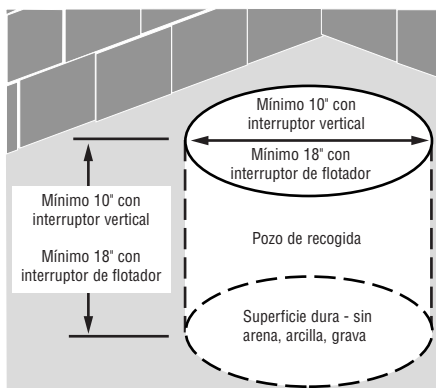 Mínimo 10" con
interruptor vertical
Mínimo 18" con
interruptor de flotador
Mínimo 10" con
interruptor vertical
Mínimo 18" con
interruptor de flotador
Pozo de recogida
Superficie dura - sin
arena, arcilla, grava